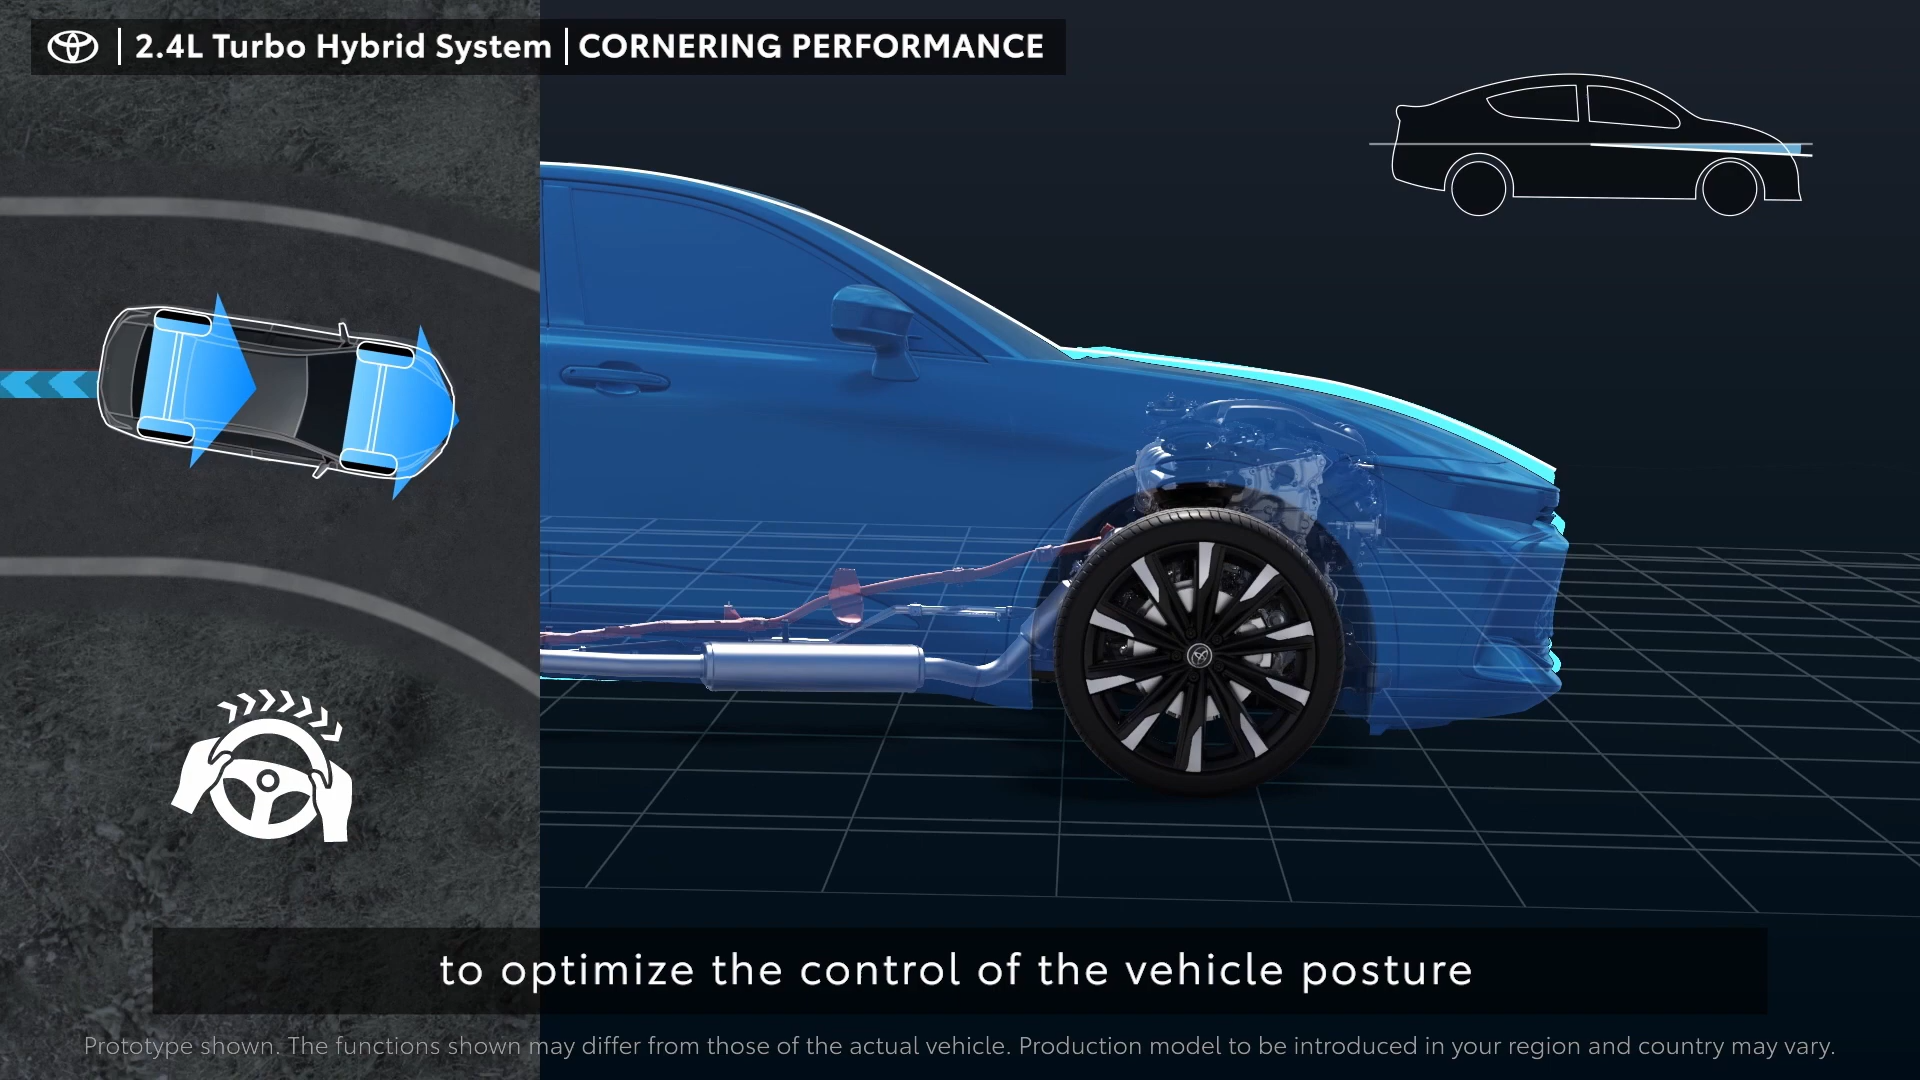 2.4L Turbo Hybrid System | CORNERING PERFORMANCE
to optimize the control of the vehicle posture
Prototype shown. The functions shown may differ from those of the actual vehicle. Production model to be introduced in your region and country may vary.